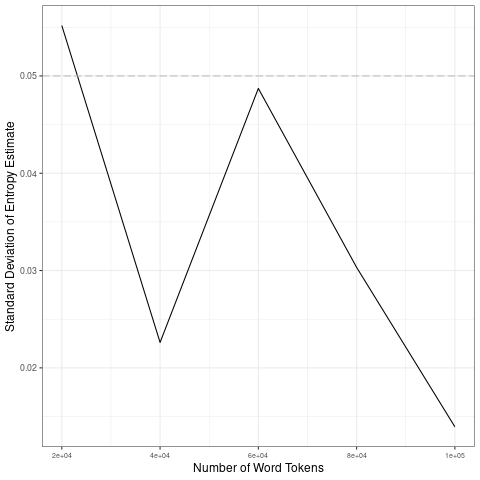 Standard Deviation of Entropy Estimate
0.05
0.04
0.03
0.02
2e+04 4e+04 6e+04 8e+04 1e+05
Number of Word Tokens